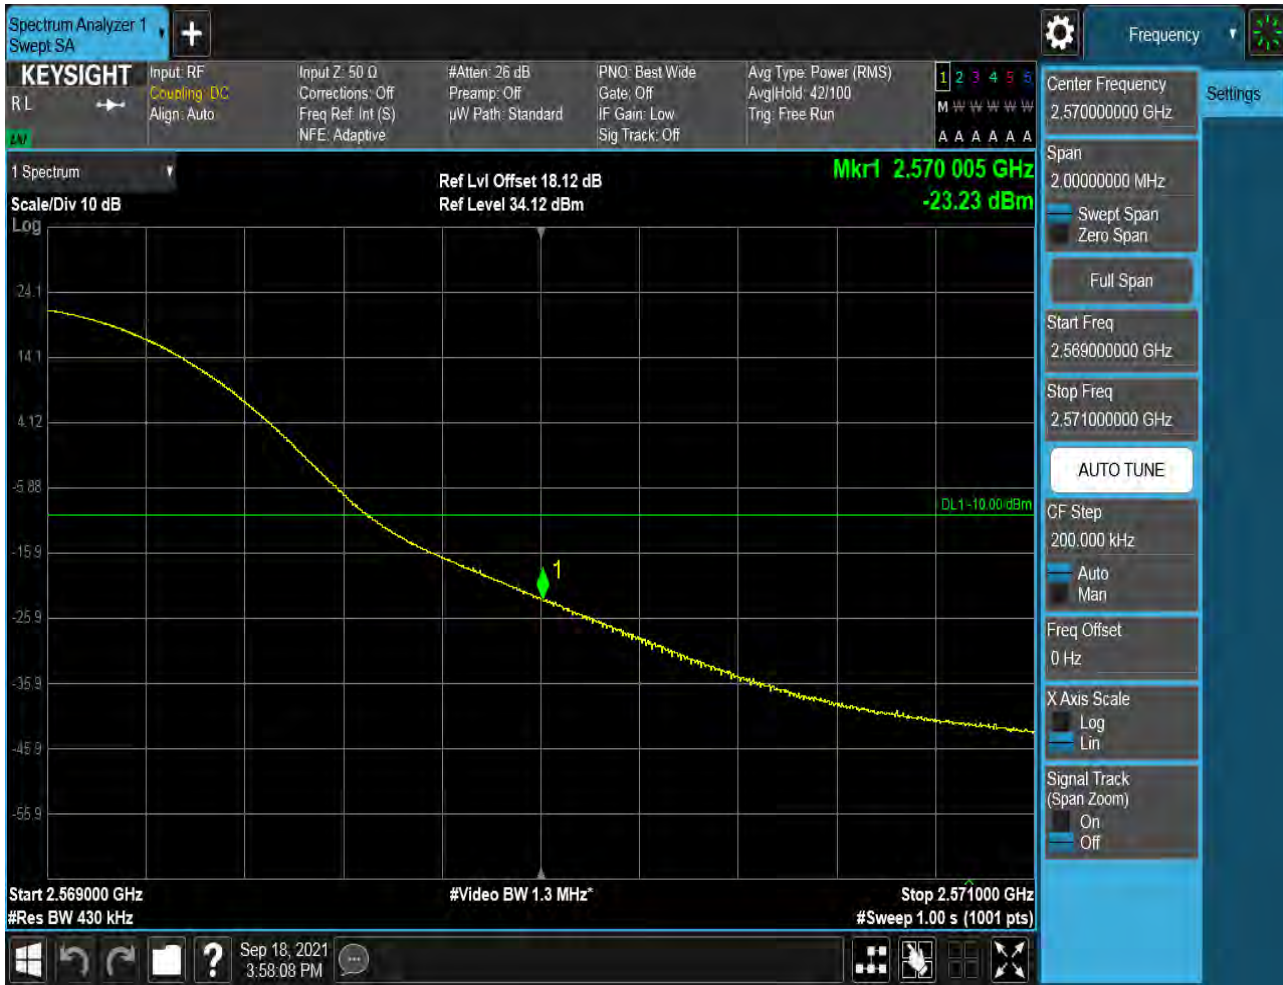 Spectrum Analyzer 1
Swept SA
Frequency
KEYSIGHT
R L
LNI
Input: RF
Coupling: DC
Align: Auto
Input Z: 50 Ω
Corrections: Off
Freq Ref: Int (S)
NFE: Adaptive
#Atten: 26 dB
Preamp: Off
µW Path: Standard
PNO: Best Wide
Gate: Off
IF Gain: Low
Sig Track: Off
Avg Type: Power (RMS)
Avg|Hold: 42/100
Trig: Free Run
1 2 3 4 5 6
M W W W W W
A A A A A A
1 Spectrum
Scale/Div 10 dB
Log
Ref Lvl Offset 18.12 dB
Ref Level 34.12 dBm
Mkr1 2.570 005 GHz
-23.23 dBm
24.1
14.1
4.12
-5.88
-15.9
-25.9
-35.9
-45.9
-55.9
DL1 -10.00 dBm
1
Start 2.569000 GHz
#Res BW 430 kHz
#Video BW 1.3 MHz*
Stop 2.571000 GHz
#Sweep 1.00 s (1001 pts)
Center Frequency
2.570000000 GHz
Settings
Span
2.00000000 MHz
Swept Span
Zero Span
Full Span
Start Freq
2.569000000 GHz
Stop Freq
2.571000000 GHz
AUTO TUNE
CF Step
200.000 kHz
Auto
Man
Freq Offset
0 Hz
X Axis Scale
Log
Lin
Signal Track
(Span Zoom)
On
Off
?
Sep 18, 2021
3:58:08 PM